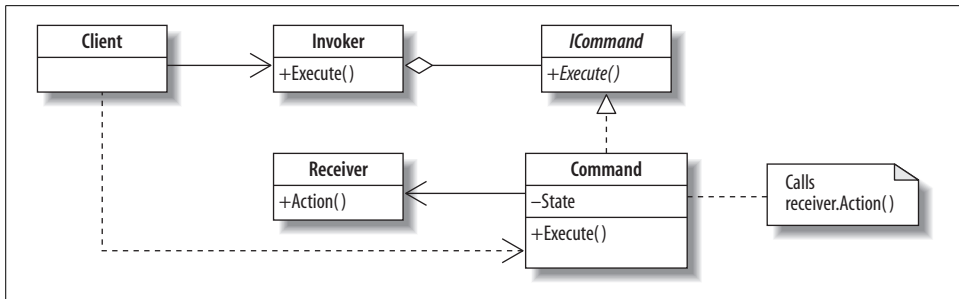 Client
Invoker
+Execute()
ICommand
+Execute()
Receiver
+Action()
Command
–State
+Execute()
Calls
receiver.Action()